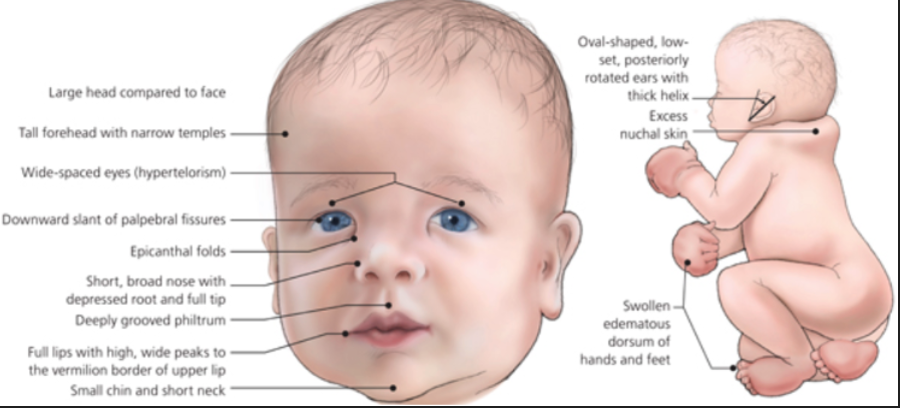 Large head compared to face
Tall forehead with narrow temples
Wide-spaced eyes (hypertelorism)
Downward slant of palpebral fissures
Epicanthal folds
Short, broad nose with
depressed root and full tip
Deeply grooved philtrum
Full lips with high, wide peaks to
the vermilion border of upper lip
Small chin and short neck
Oval-shaped, low-
set, posteriorly
rotated ears with
thick helix
Excess
nuchal skin
Swollen
edematous
dorsum of
hands and feet